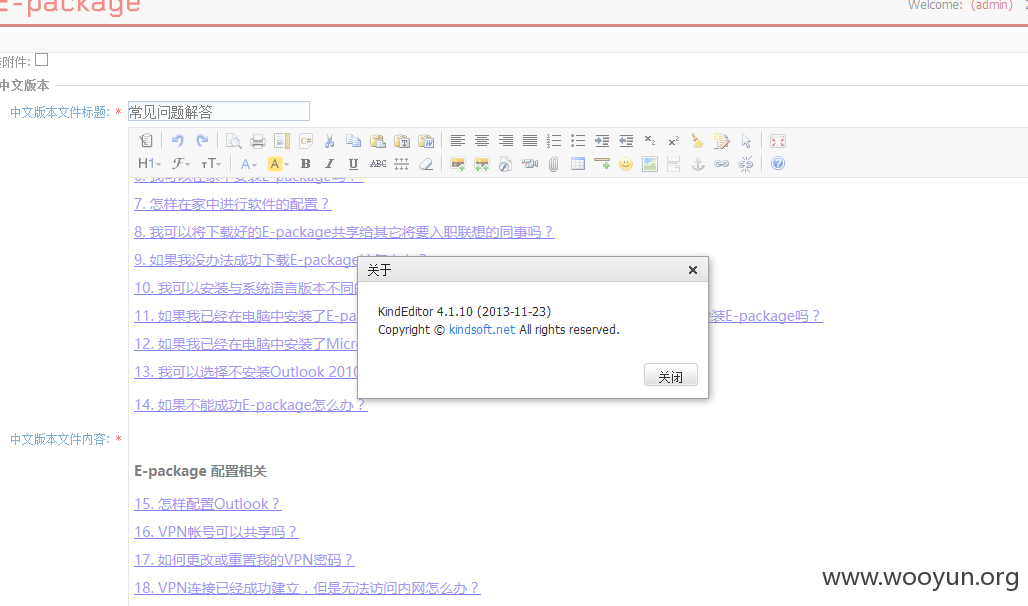 E-package
Welcome: (admin)
附件:
中文版本
中文版本文件标题: *
常见问题解答
H1 F TT A A B I U ABC
7. 怎样在家中进行软件的配置？
8. 我可以将下载好的E-package共享给其它将要入职联想的同事吗？
9. 如果我没办法成功下载E-package
关于
10. 我可以安装与系统语言版本不同的
KindEditor 4.1.10 (2013-11-23)
11. 如果我已经在电脑中安装了E-pa 装E-package吗？
Copyright © kindsoft.net All rights reserved.
12. 如果我已经在电脑中安装了Micr
13. 我可以选择不安装Outlook 2010
关闭
14. 如果不能成功E-package怎么办？
中文版本文件内容: *
E-package 配置相关
15. 怎样配置Outlook？
16. VPN帐号可以共享吗？
17. 如何更改或重置我的VPN密码？
18. VPN连接已经成功建立，但是无法访问内网怎么办？
www.wooyun.org